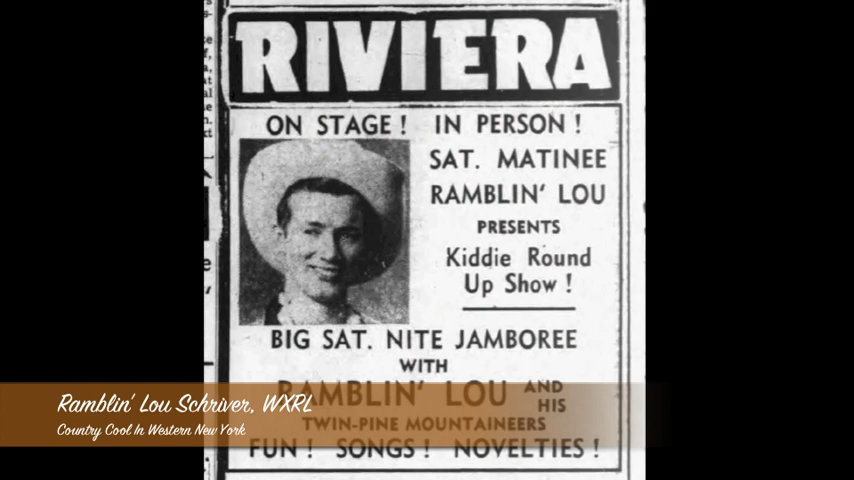 RIVIERA
ON STAGE! IN PERSON!
SAT. MATINEE
RAMBLIN' LOU
PRESENTS
Kiddie Round
Up Show!
BIG SAT. NITE JAMBOREE
WITH
RAMBLIN' LOU AND
HIS
TWIN-PINE MOUNTAINEERS
FUN! SONGS! NOVELTIES!
Ramblin' Lou Schriver, WXRL
Country Cool In Western New York